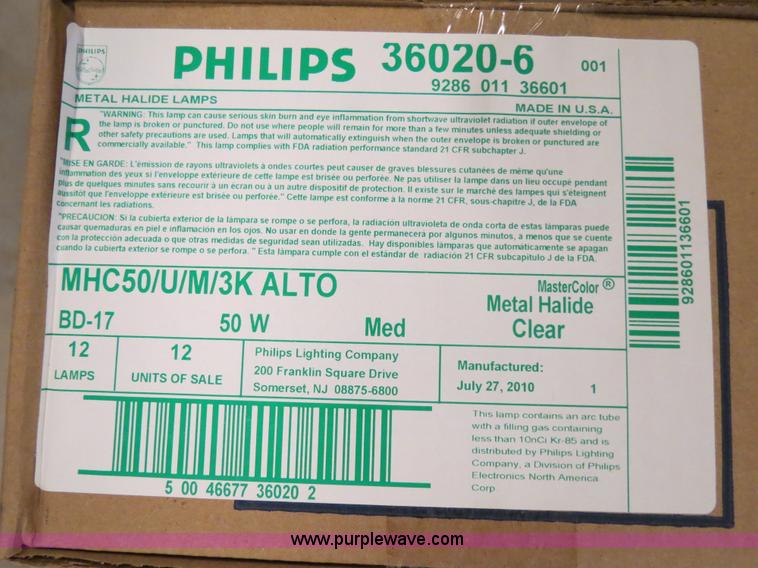 PHILIPS
PHILIPS 36020-6 001
9286 011 36601
METAL HALIDE LAMPS MADE IN U.S.A.
R
"WARNING: This lamp can cause serious skin burn and eye inflammation from shortwave ultraviolet radiation if outer envelope of
the lamp is broken or punctured. Do not use where people will remain for more than a few minutes unless adequate shielding or
other safety precautions are used. Lamps that will automatically extinguish when the outer envelope is broken or punctured are
commercially available." This lamp complies with FDA radiation performance standard 21 CFR subchapter J.
"MISE EN GARDE: L'émission de rayons ultraviolets à ondes courtes peut causer de graves blessures cutanées de même qu'une
inflammation des yeux si l'enveloppe extérieure de cette lampe est brisée ou perforée. Ne pas utiliser la lampe dans un lieu occupé pendant
plus de quelques minutes sans recourir à un écran ou à un autre dispositif de protection. Il existe sur le marché des lampes qui s'éteignent
aussitôt que l'enveloppe extérieure est brisée ou perforée." Cette lampe est conforme à la norme 21 CFR, sous-chapitre J, de la FDA
concernant les radiations.
"PRECAUCION: Si la cubierta exterior de la lámpara se rompe o se perfora, la radiación ultravioleta de onda corta de estas lámparas puede
causar quemaduras en piel e inflamacion en los ojos. No usar en donde la gente permanecerá por algunos minutos, a menos que se cuente
con la protección adecuada o que otras medidas de seguridad sean utilizadas. Hay disponibles lámparas que automáticamente se apagan
cuando la cubierta exterior se rompe o se perfora." Esta lámpara cumple con el estándar de radiación 21 CFR subcapitulo J de la FDA.
MHC50/U/M/3K ALTO
MasterColor ®
Metal Halide
Clear
BD-17 50 W Med
12
LAMPS
12
UNITS OF SALE
Philips Lighting Company
200 Franklin Square Drive
Somerset, NJ 08875-6800
Manufactured:
July 27, 2010 1
This lamp contains an arc tube
with a filling gas containing
less than 10nCi Kr-85 and is
distributed by Philips Lighting
Company, a Division of Philips
Electronics North America
Corp
5 00 46677 36020 2
928601136601
www.purplewave.com